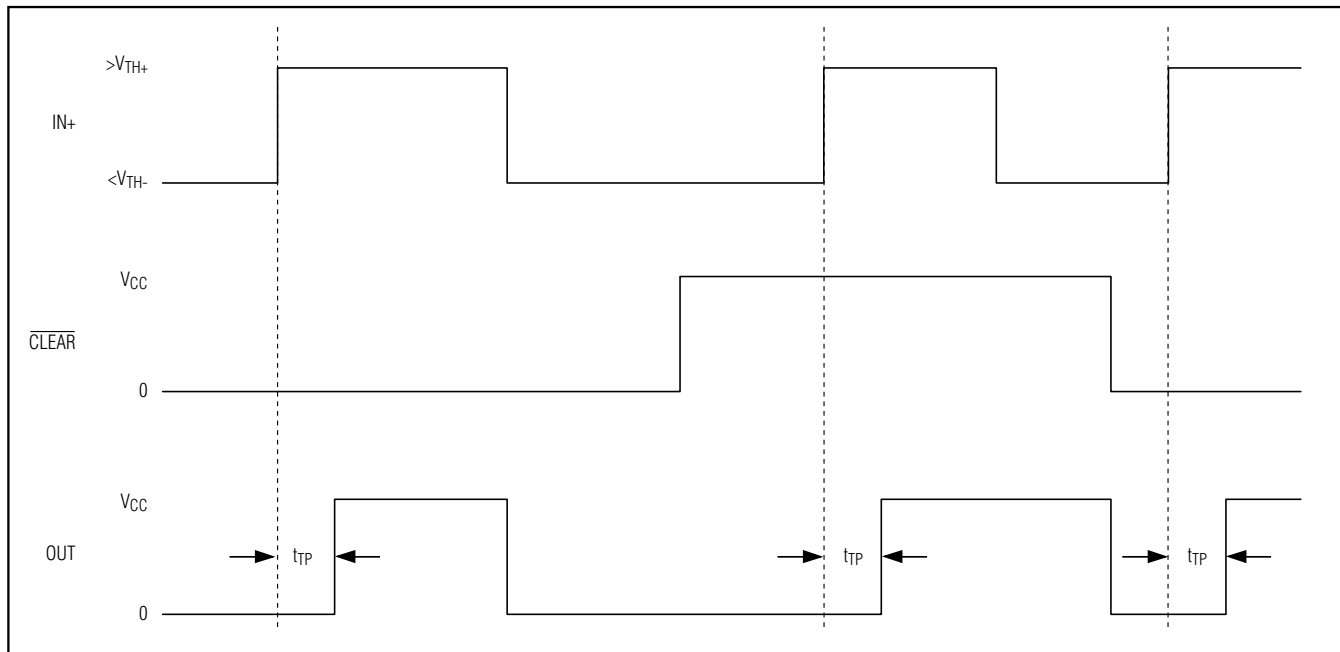 >VTH+
IN+
<VTH-
VCC
CLEAR
0
VCC
OUT
tTP
tTP
tTP
0